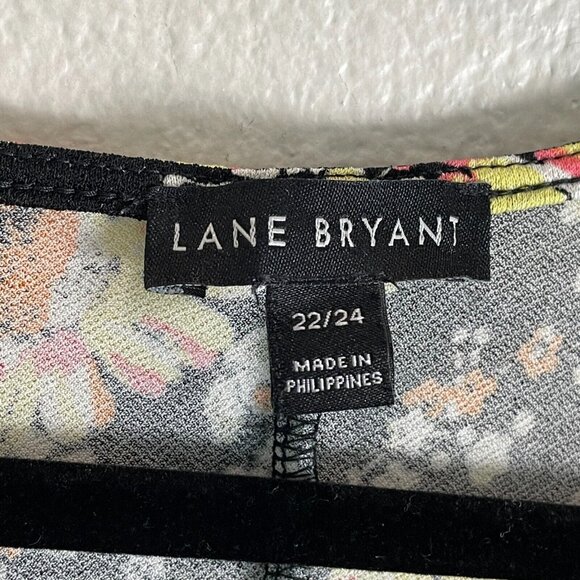 LANE BRYANT
22/24
MADE IN
PHILIPPINES